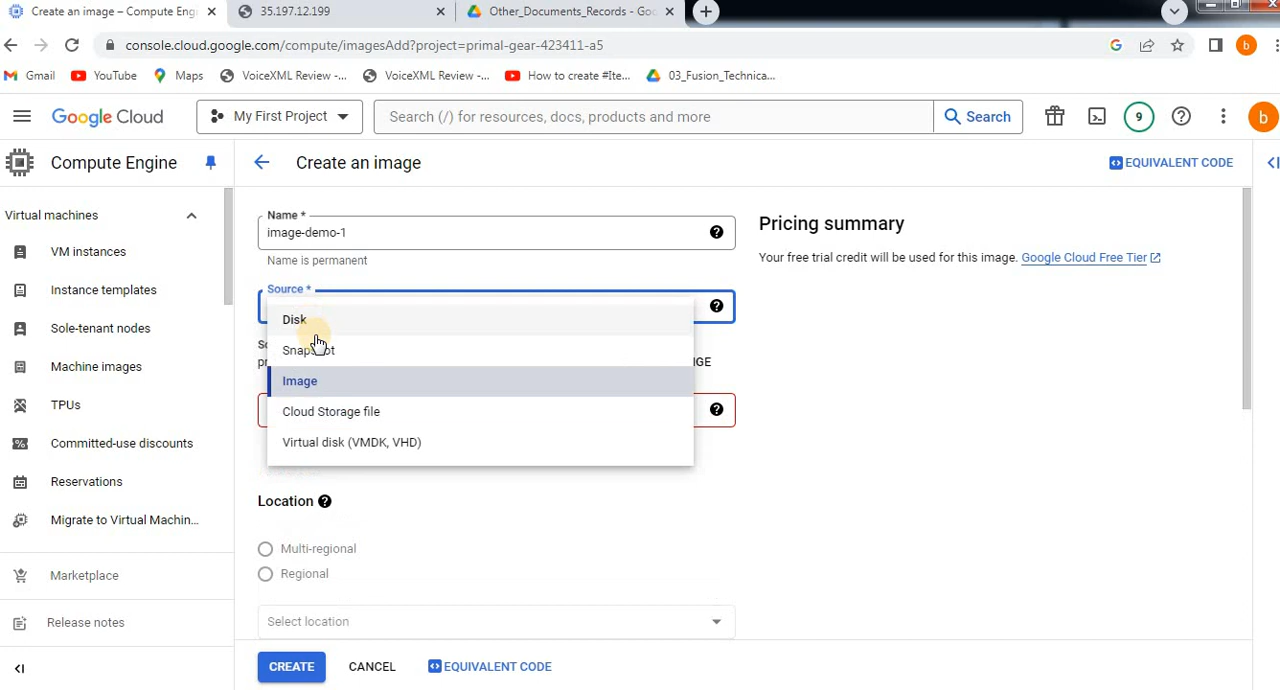 Create an image – Compute Eng
35.197.12.199
Other_Documents_Records - Goo
console.cloud.google.com/compute/imagesAdd?project=primal-gear-423411-a5
b
Gmail
YouTube
Maps
VoiceXML Review -...
VoiceXML Review -...
How to create #Ite...
03_Fusion_Technica...
Google Cloud
My First Project
Search (/) for resources, docs, products and more
Search
9
b
Compute Engine
Create an image
EQUIVALENT CODE
Virtual machines
VM instances
Instance templates
Sole-tenant nodes
Machine images
TPUs
Committed-use discounts
Reservations
Migrate to Virtual Machin...
Marketplace
Release notes
Name *
image-demo-1
Name is permanent
Source *
Disk
Snapshot
Image
Cloud Storage file
Virtual disk (VMDK, VHD)
Location
Multi-regional
Regional
Select location
CREATE
CANCEL
EQUIVALENT CODE
Pricing summary
Your free trial credit will be used for this image. Google Cloud Free Tier